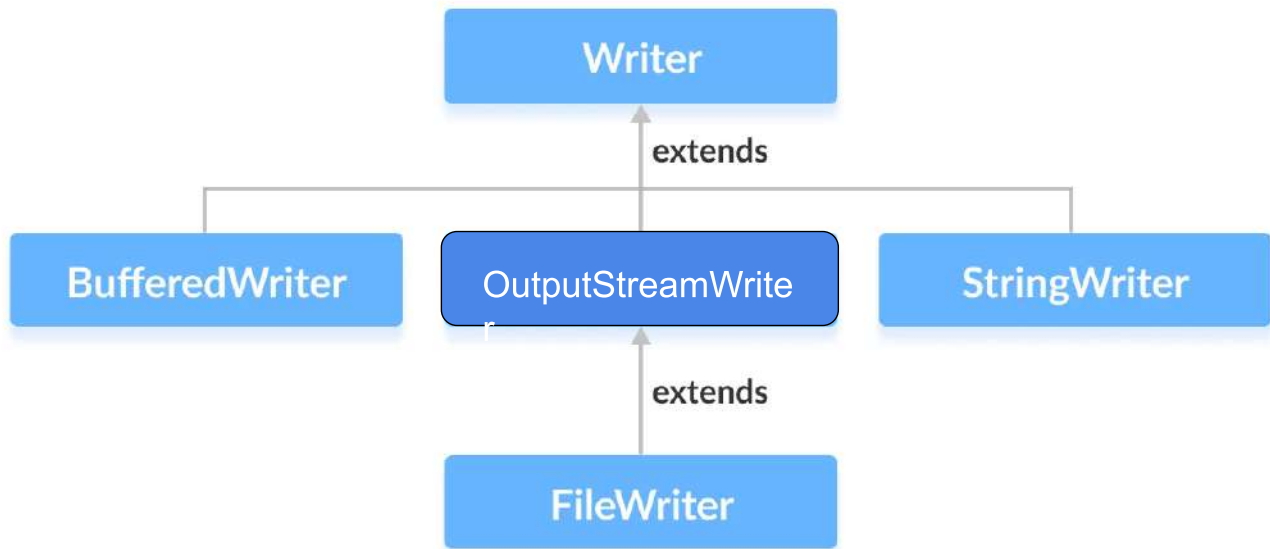 Writer
extends
BufferedWriter
OutputStreamWrite
r
StringWriter
extends
FileWriter